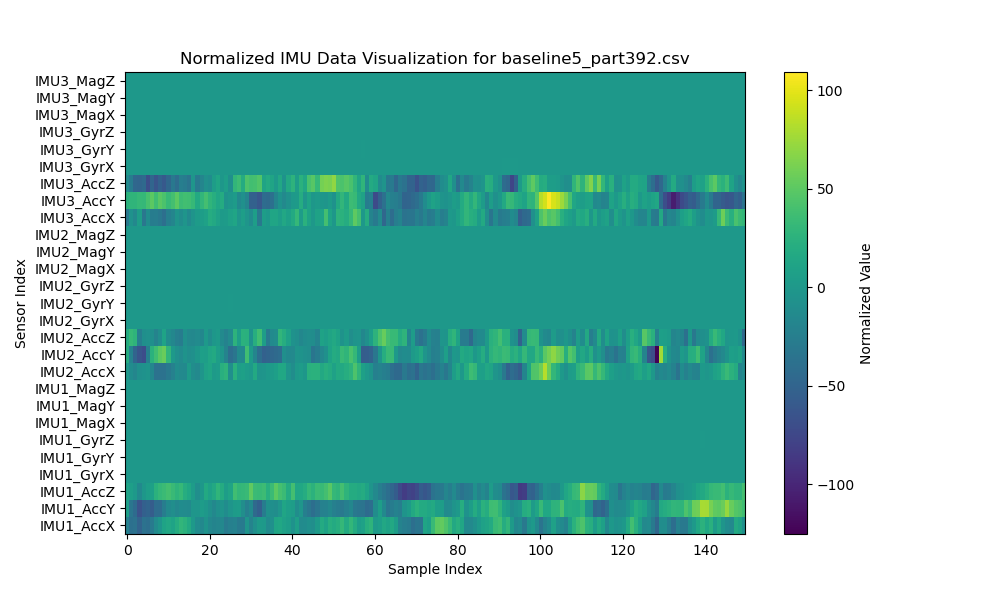 Normalized IMU Data Visualization for baseline5_part392.csv
IMU3_MagZ
IMU3_MagY
IMU3_MagX
IMU3_GyrZ
IMU3_GyrY
IMU3_GyrX
IMU3_AccZ
IMU3_AccY
IMU3_AccX
IMU2_MagZ
IMU2_MagY
IMU2_MagX
IMU2_GyrZ
IMU2_GyrY
IMU2_GyrX
IMU2_AccZ
IMU2_AccY
IMU2_AccX
IMU1_MagZ
IMU1_MagY
IMU1_MagX
IMU1_GyrZ
IMU1_GyrY
IMU1_GyrX
IMU1_AccZ
IMU1_AccY
IMU1_AccX
Sensor Index
0 20 40 60 80 100 120 140
Sample Index
100
50
0
−50
−100
Normalized Value